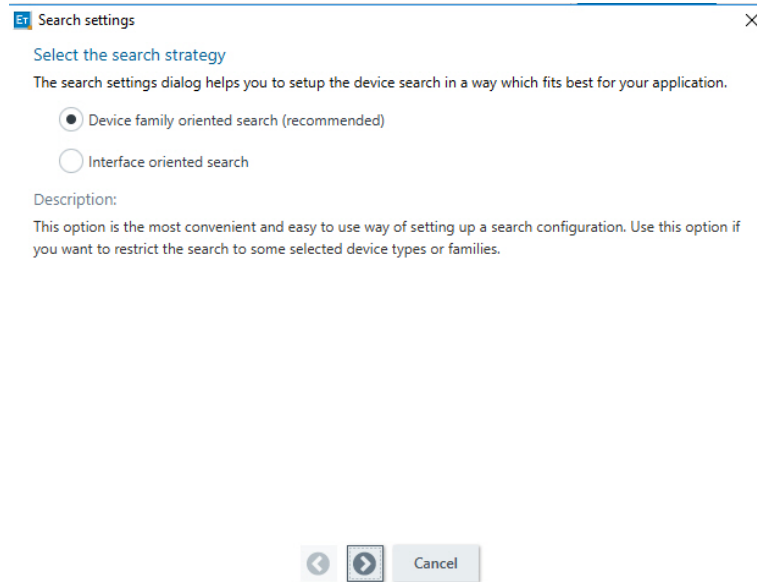 ET Search settings
Select the search strategy
The search settings dialog helps you to setup the device search in a way which fits best for your application.
Device family oriented search (recommended)
Interface oriented search
Description:
This option is the most convenient and easy to use way of setting up a search configuration. Use this option if
you want to restrict the search to some selected device types or families.
Cancel